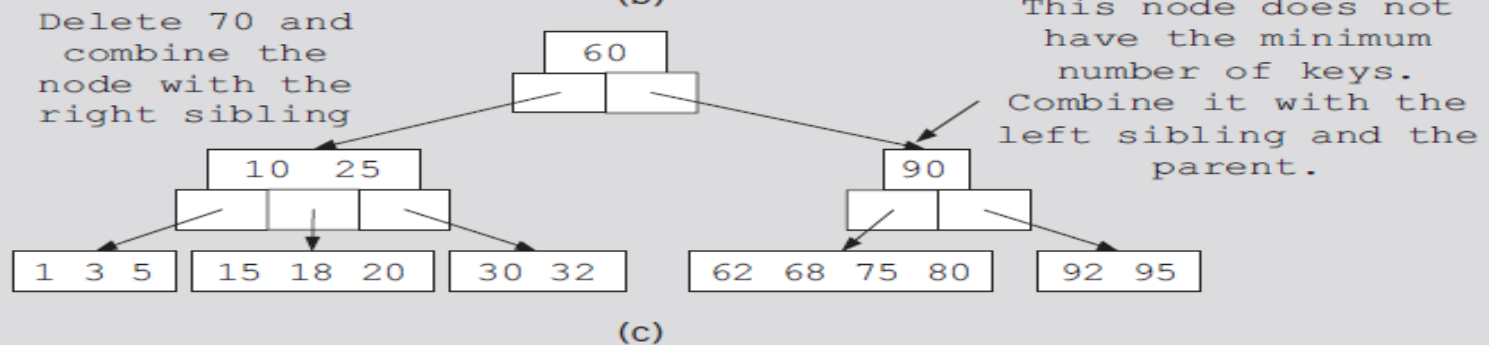 (b)
Delete 70 and
combine the
node with the
right sibling
This node does not
have the minimum
number of keys.
Combine it with the
left sibling and the
parent.
60
10 25
90
1 3 5
15 18 20
30 32
62 68 75 80
92 95
(c)